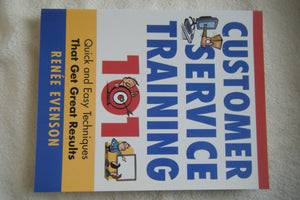 CUSTOMER
SERVICE
TRAINING
101
Quick and Easy Techniques
That Get Great Results
RENÉE EVENSON